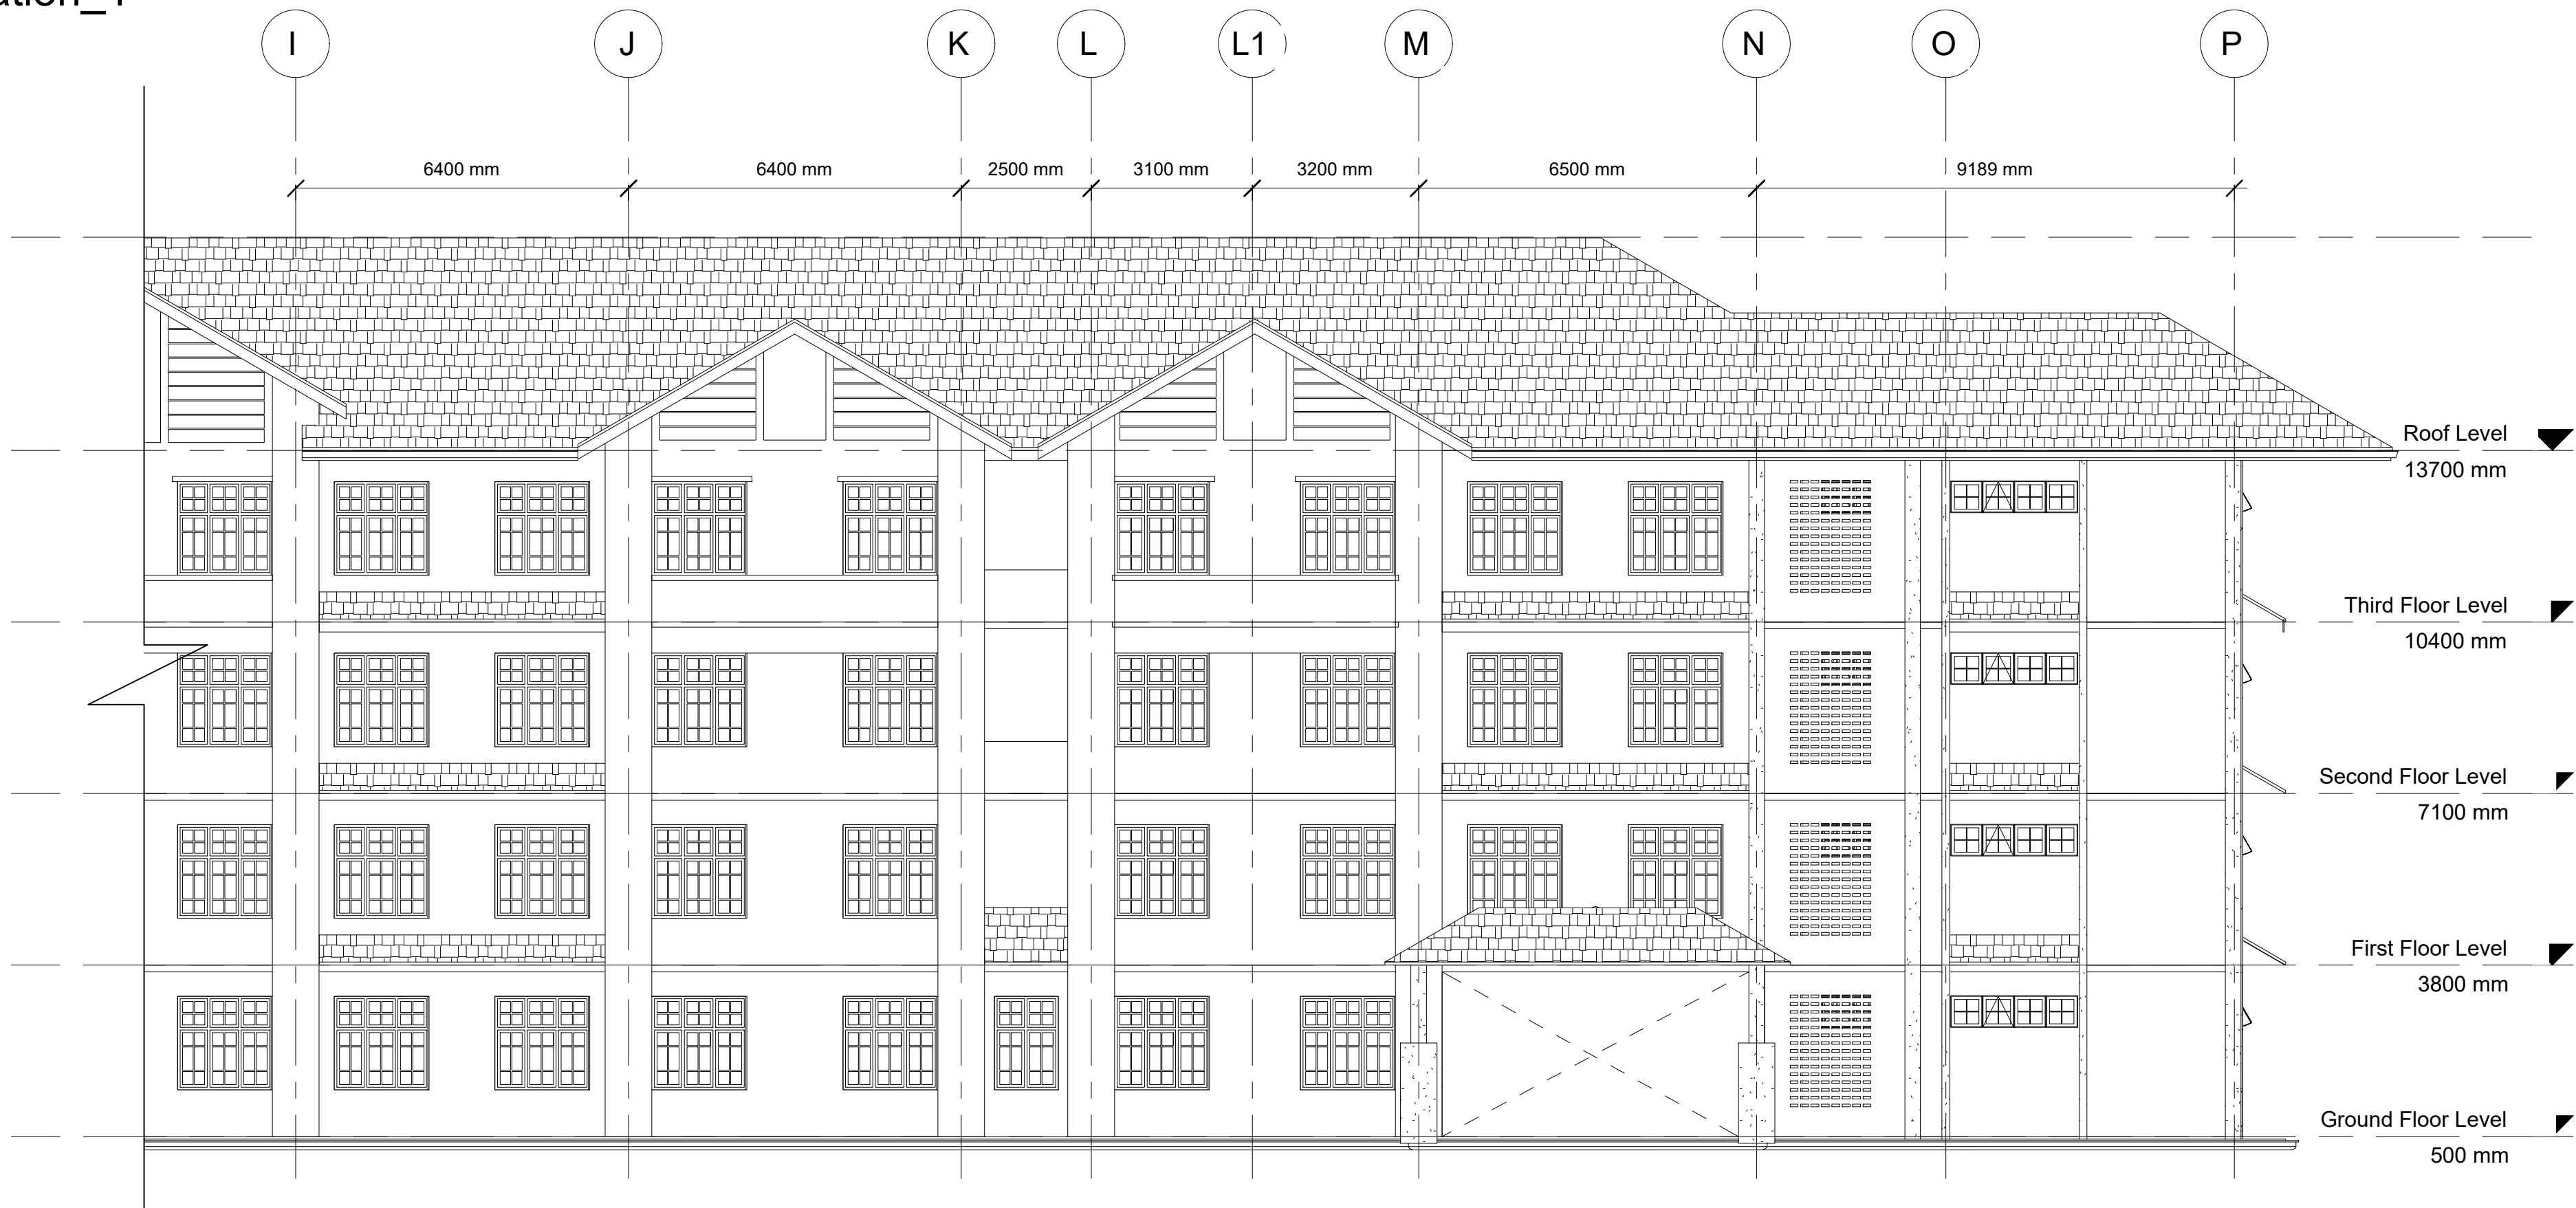 I J K L L1 M N O P
6400 mm 6400 mm 2500 mm 3100 mm 3200 mm 6500 mm 9189 mm
Roof Level
13700 mm
Third Floor Level
10400 mm
Second Floor Level
7100 mm
First Floor Level
3800 mm
Ground Floor Level
500 mm